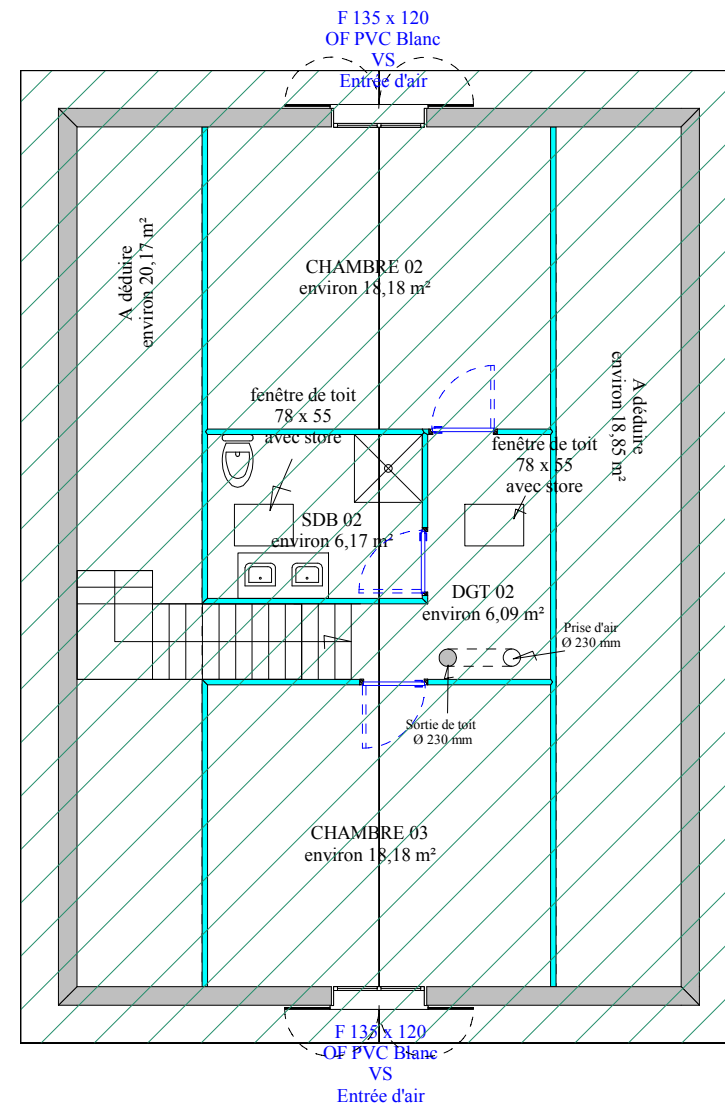 F 135 x 120
OF PVC Blanc
VS
Entrée d'air
A déduire
environ 20,17 m²
CHAMBRE 02
environ 18,18 m²
A déduire
environ 18,85 m²
fenêtre de toit
78 x 55
avec store
fenêtre de toit
78 x 55
avec store
SDB 02
environ 6,17 m²
DGT 02
environ 6,09 m²
Prise d'air
Ø 230 mm
Sortie de toit
Ø 230 mm
CHAMBRE 03
environ 18,18 m²
F 135 x 120
OF PVC Blanc
VS
Entrée d'air